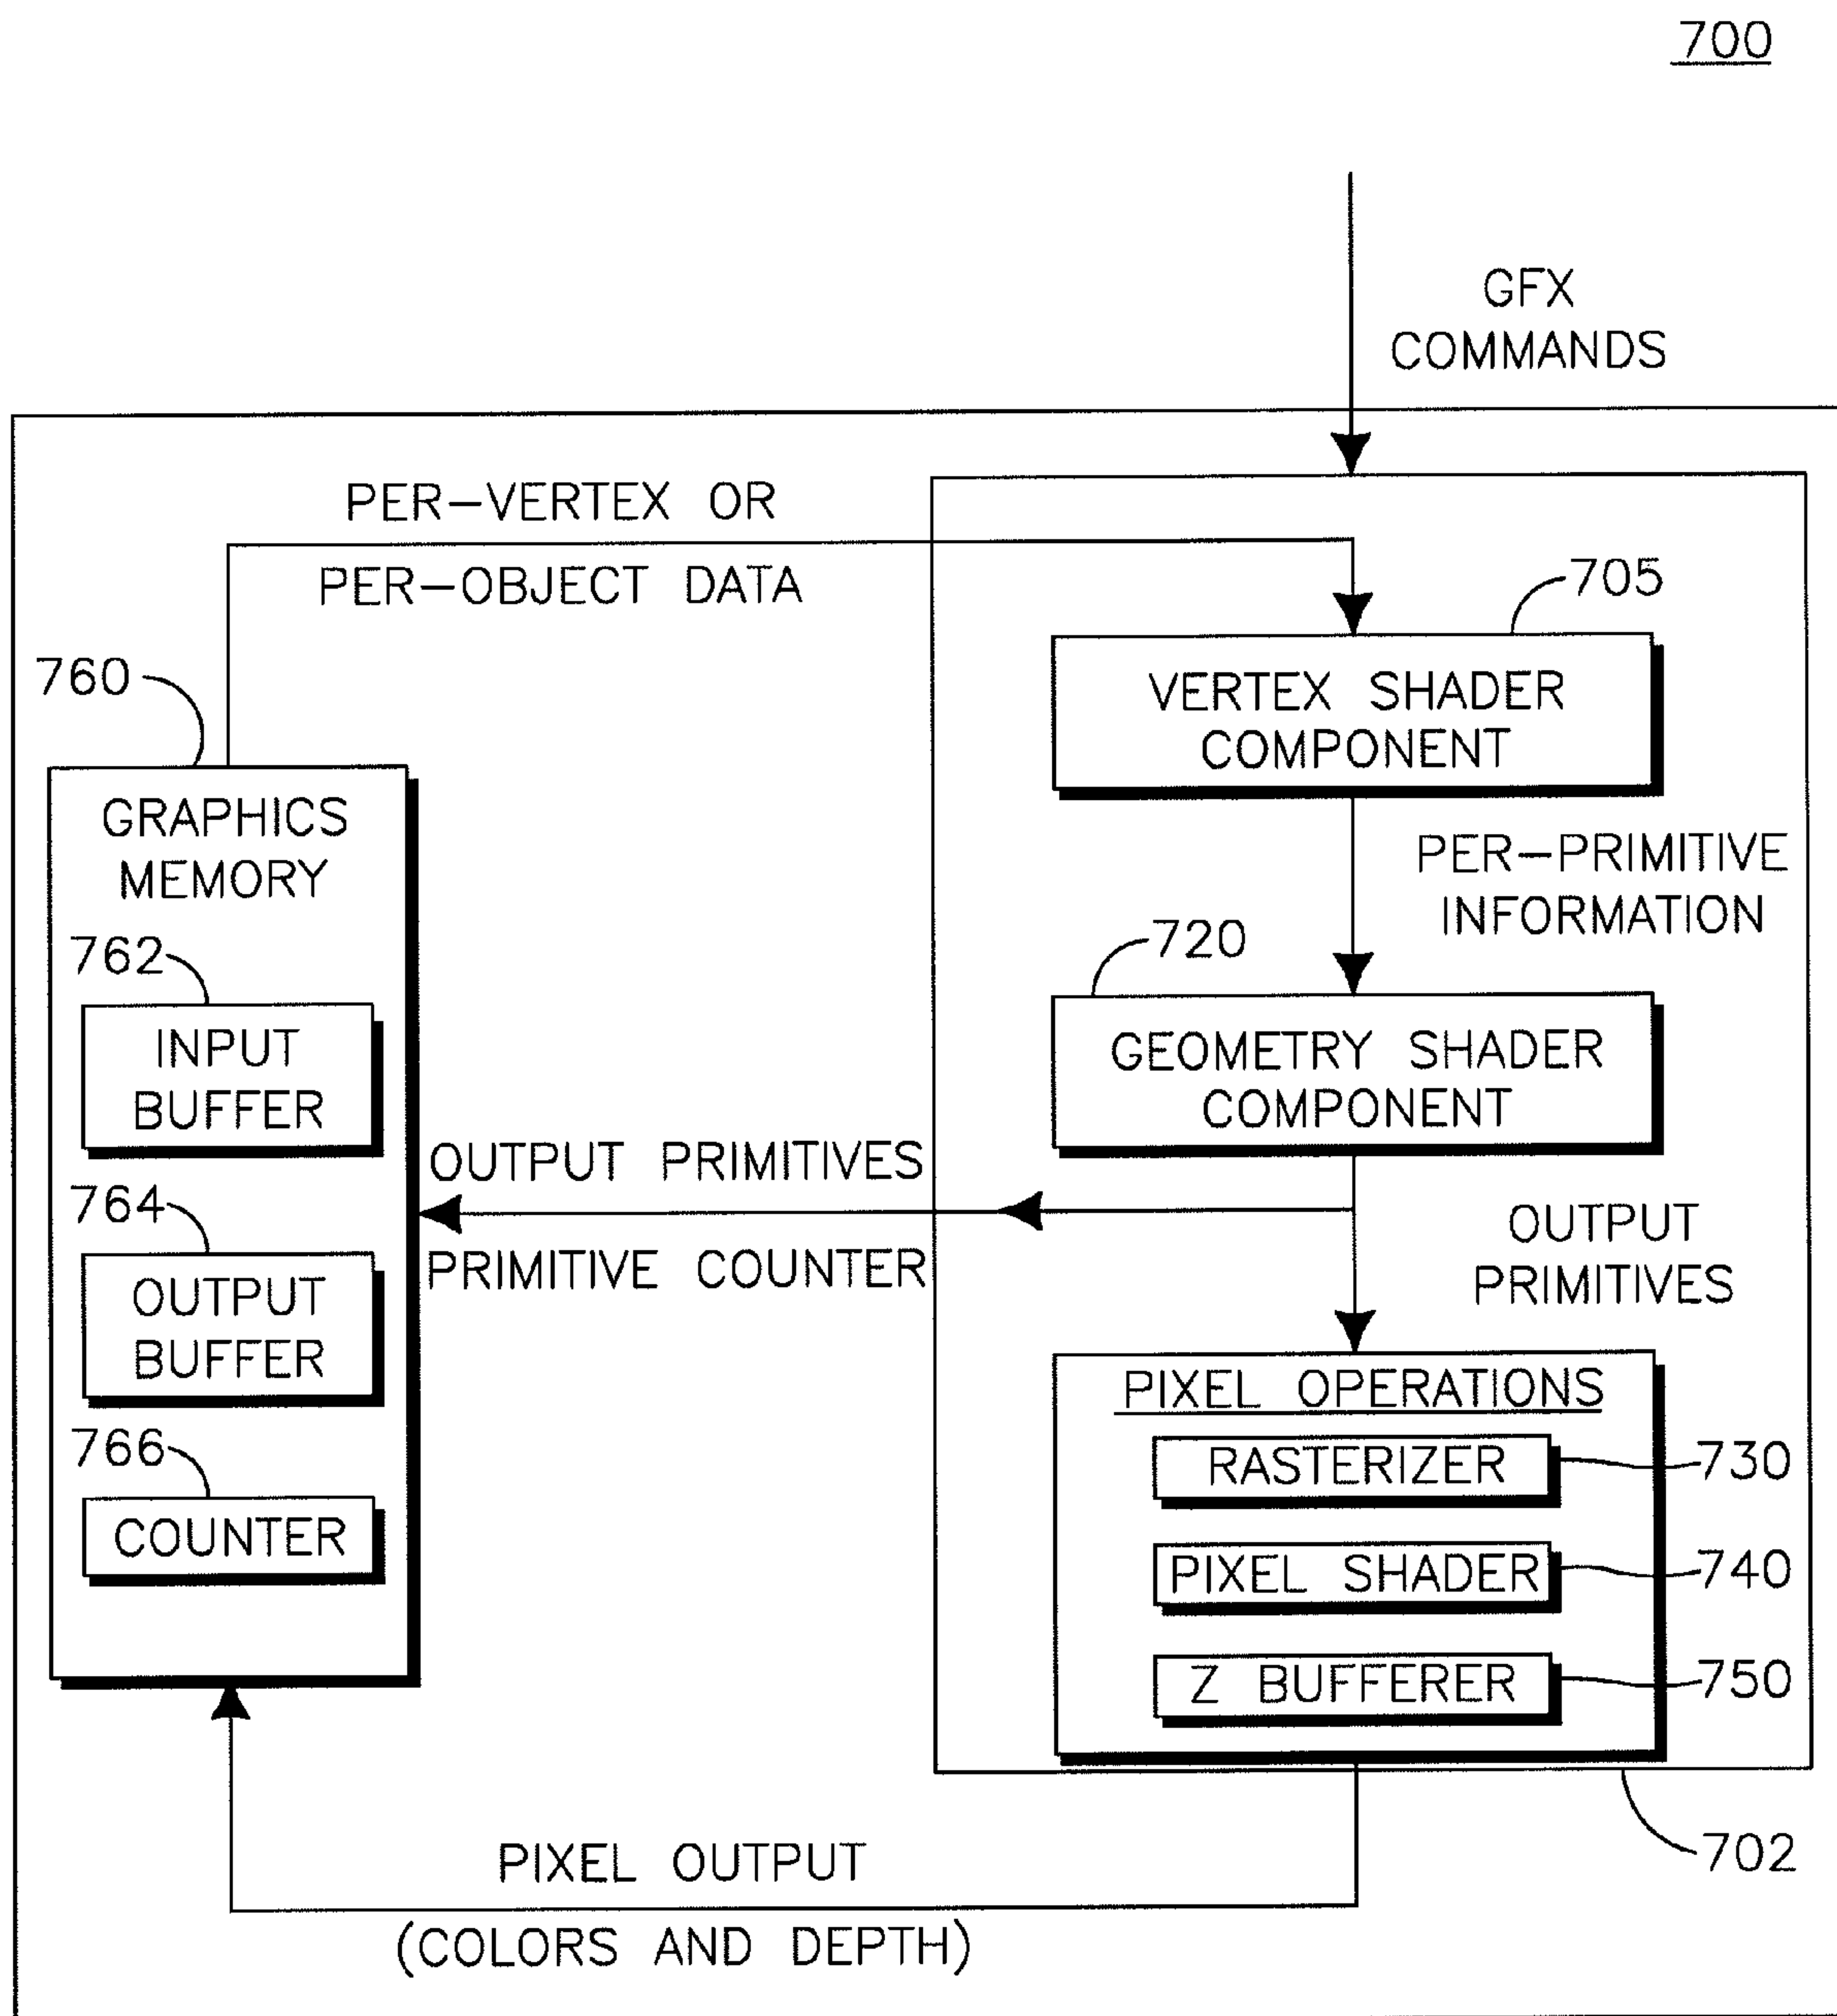 700
GFX
COMMANDS
PER-VERTEX OR
PER-OBJECT DATA
705
760
VERTEX SHADER
COMPONENT
GRAPHICS
MEMORY
PER-PRIMITIVE
INFORMATION
720
762
INPUT
BUFFER
GEOMETRY SHADER
COMPONENT
OUTPUT PRIMITIVES
PRIMITIVE COUNTER
764
OUTPUT
BUFFER
OUTPUT
PRIMITIVES
766
COUNTER
PIXEL OPERATIONS
RASTERIZER
730
PIXEL SHADER
740
Z BUFFERER
750
702
PIXEL OUTPUT
(COLORS AND DEPTH)